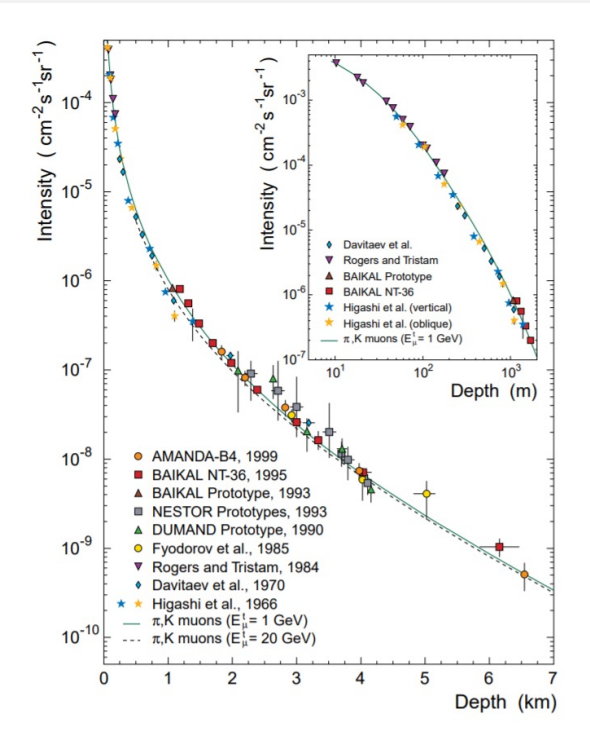 Intensity ( cm⁻² s⁻¹ sr⁻¹ )
10⁻⁴
10⁻⁵
10⁻⁶
10⁻⁷
10⁻⁸
10⁻⁹
10⁻¹⁰
0 1 2 3 4 5 6 7
Depth (km)
Intensity ( cm⁻² s⁻¹ sr⁻¹ )
10⁻³
10⁻⁴
10⁻⁵
10⁻⁶
10⁻⁷
10¹ 10² 10³
Depth (m)
Davitaev et al.
Rogers and Tristam
BAIKAL Prototype
BAIKAL NT-36
Higashi et al. (vertical)
Higashi et al. (oblique)
π,K muons (Eᵗμ= 1 GeV)
AMANDA-B4, 1999
BAIKAL NT-36, 1995
BAIKAL Prototype, 1993
NESTOR Prototypes, 1993
DUMAND Prototype, 1990
Fyodorov et al., 1985
Rogers and Tristam, 1984
Davitaev et al., 1970
Higashi et al., 1966
π,K muons (Eᵗμ= 1 GeV)
π,K muons (Eᵗμ= 20 GeV)